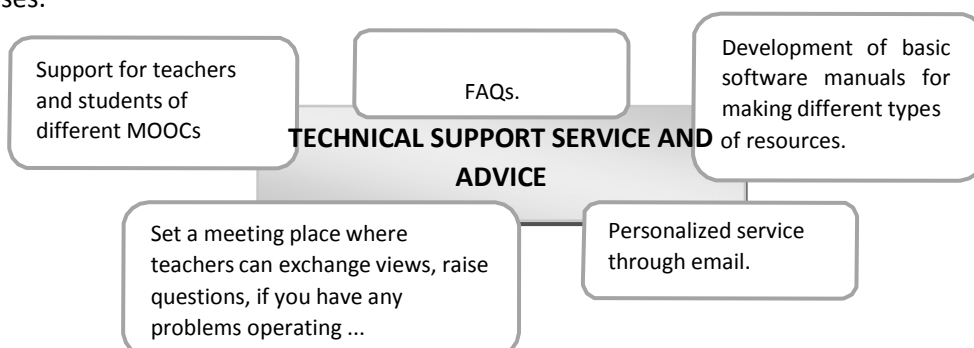 ses.
Support for teachers
and students of
different MOOCs
FAQs.
Development of basic
software manuals for
making different types
of resources.
TECHNICAL SUPPORT SERVICE AND
ADVICE
Set a meeting place where
teachers can exchange views, raise
questions, if you have any
problems operating ...
Personalized service
through email.